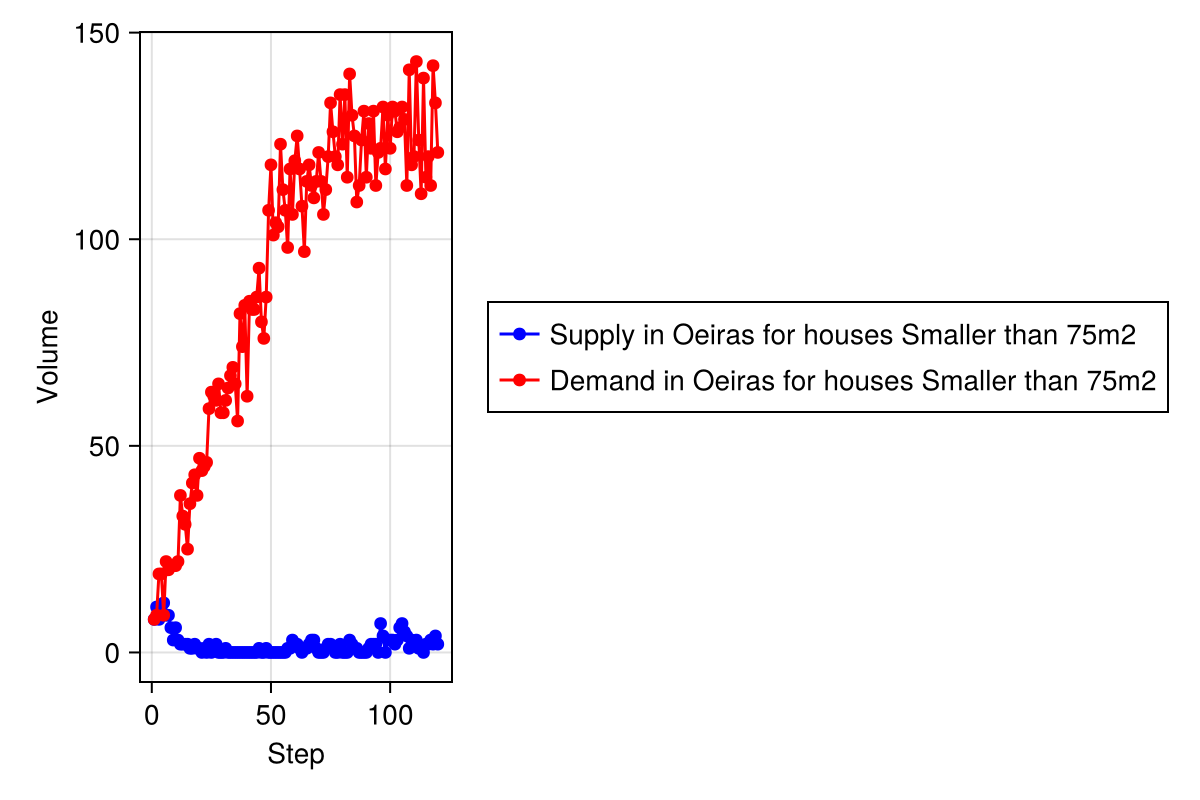 150
100
50
0
Volume
0 50 100
Step
Supply in Oeiras for houses Smaller than 75m2
Demand in Oeiras for houses Smaller than 75m2